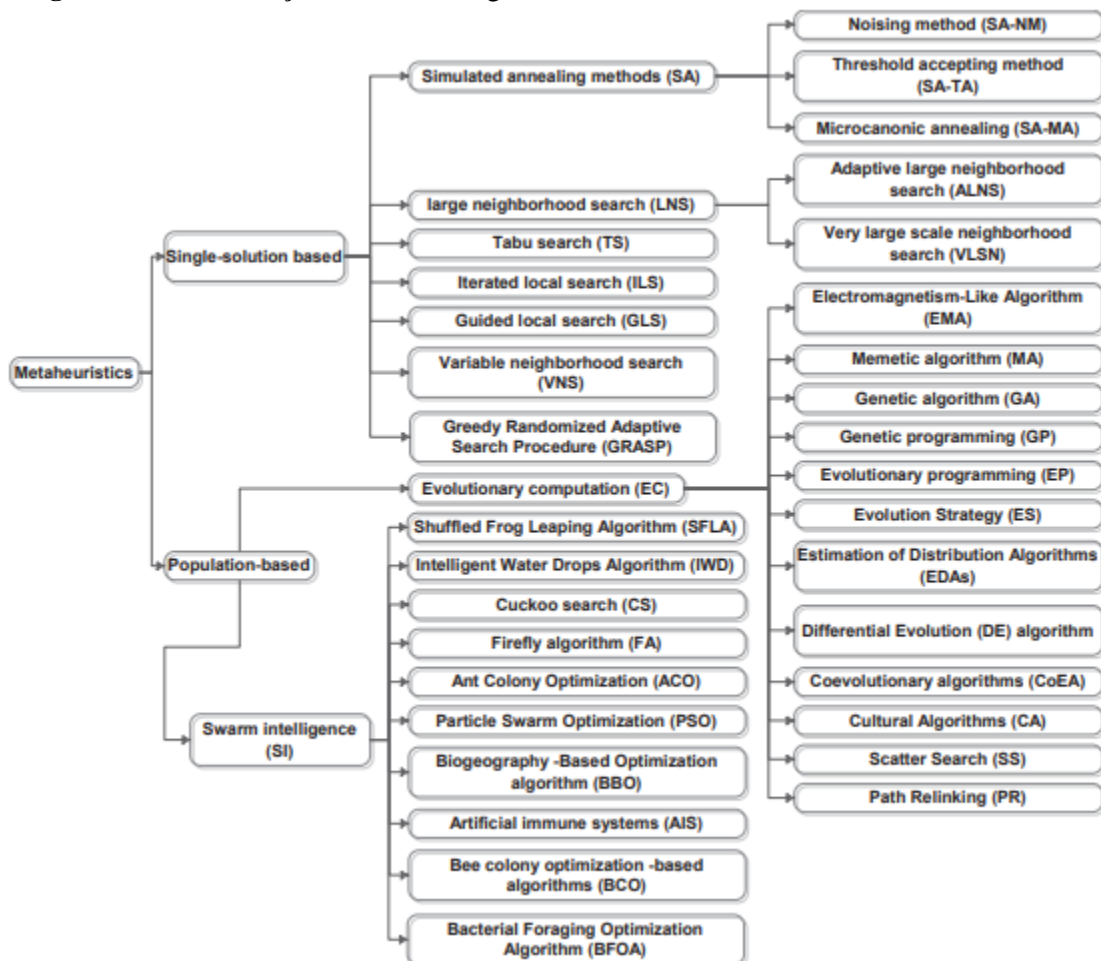 Noising method (SA-NM)
Simulated annealing methods (SA)
Threshold accepting method
(SA-TA)
Microcanonic annealing (SA-MA)
Adaptive large neighborhood
search (ALNS)
large neighborhood search (LNS)
Very large scale neighborhood
search (VLSN)
Single-solution based
Tabu search (TS)
Iterated local search (ILS)
Guided local search (GLS)
Variable neighborhood search
(VNS)
Greedy Randomized Adaptive
Search Procedure (GRASP)
Metaheuristics
Electromagnetism-Like Algorithm
(EMA)
Memetic algorithm (MA)
Genetic algorithm (GA)
Genetic programming (GP)
Evolutionary computation (EC)
Evolutionary programming (EP)
Evolution Strategy (ES)
Estimation of Distribution Algorithms
(EDAs)
Differential Evolution (DE) algorithm
Coevolutionary algorithms (CoEA)
Cultural Algorithms (CA)
Scatter Search (SS)
Path Relinking (PR)
Population-based
Shuffled Frog Leaping Algorithm (SFLA)
Intelligent Water Drops Algorithm (IWD)
Cuckoo search (CS)
Firefly algorithm (FA)
Ant Colony Optimization (ACO)
Swarm intelligence
(SI)
Particle Swarm Optimization (PSO)
Biogeography -Based Optimization
algorithm (BBO)
Artificial immune systems (AIS)
Bee colony optimization -based
algorithms (BCO)
Bacterial Foraging Optimization
Algorithm (BFOA)